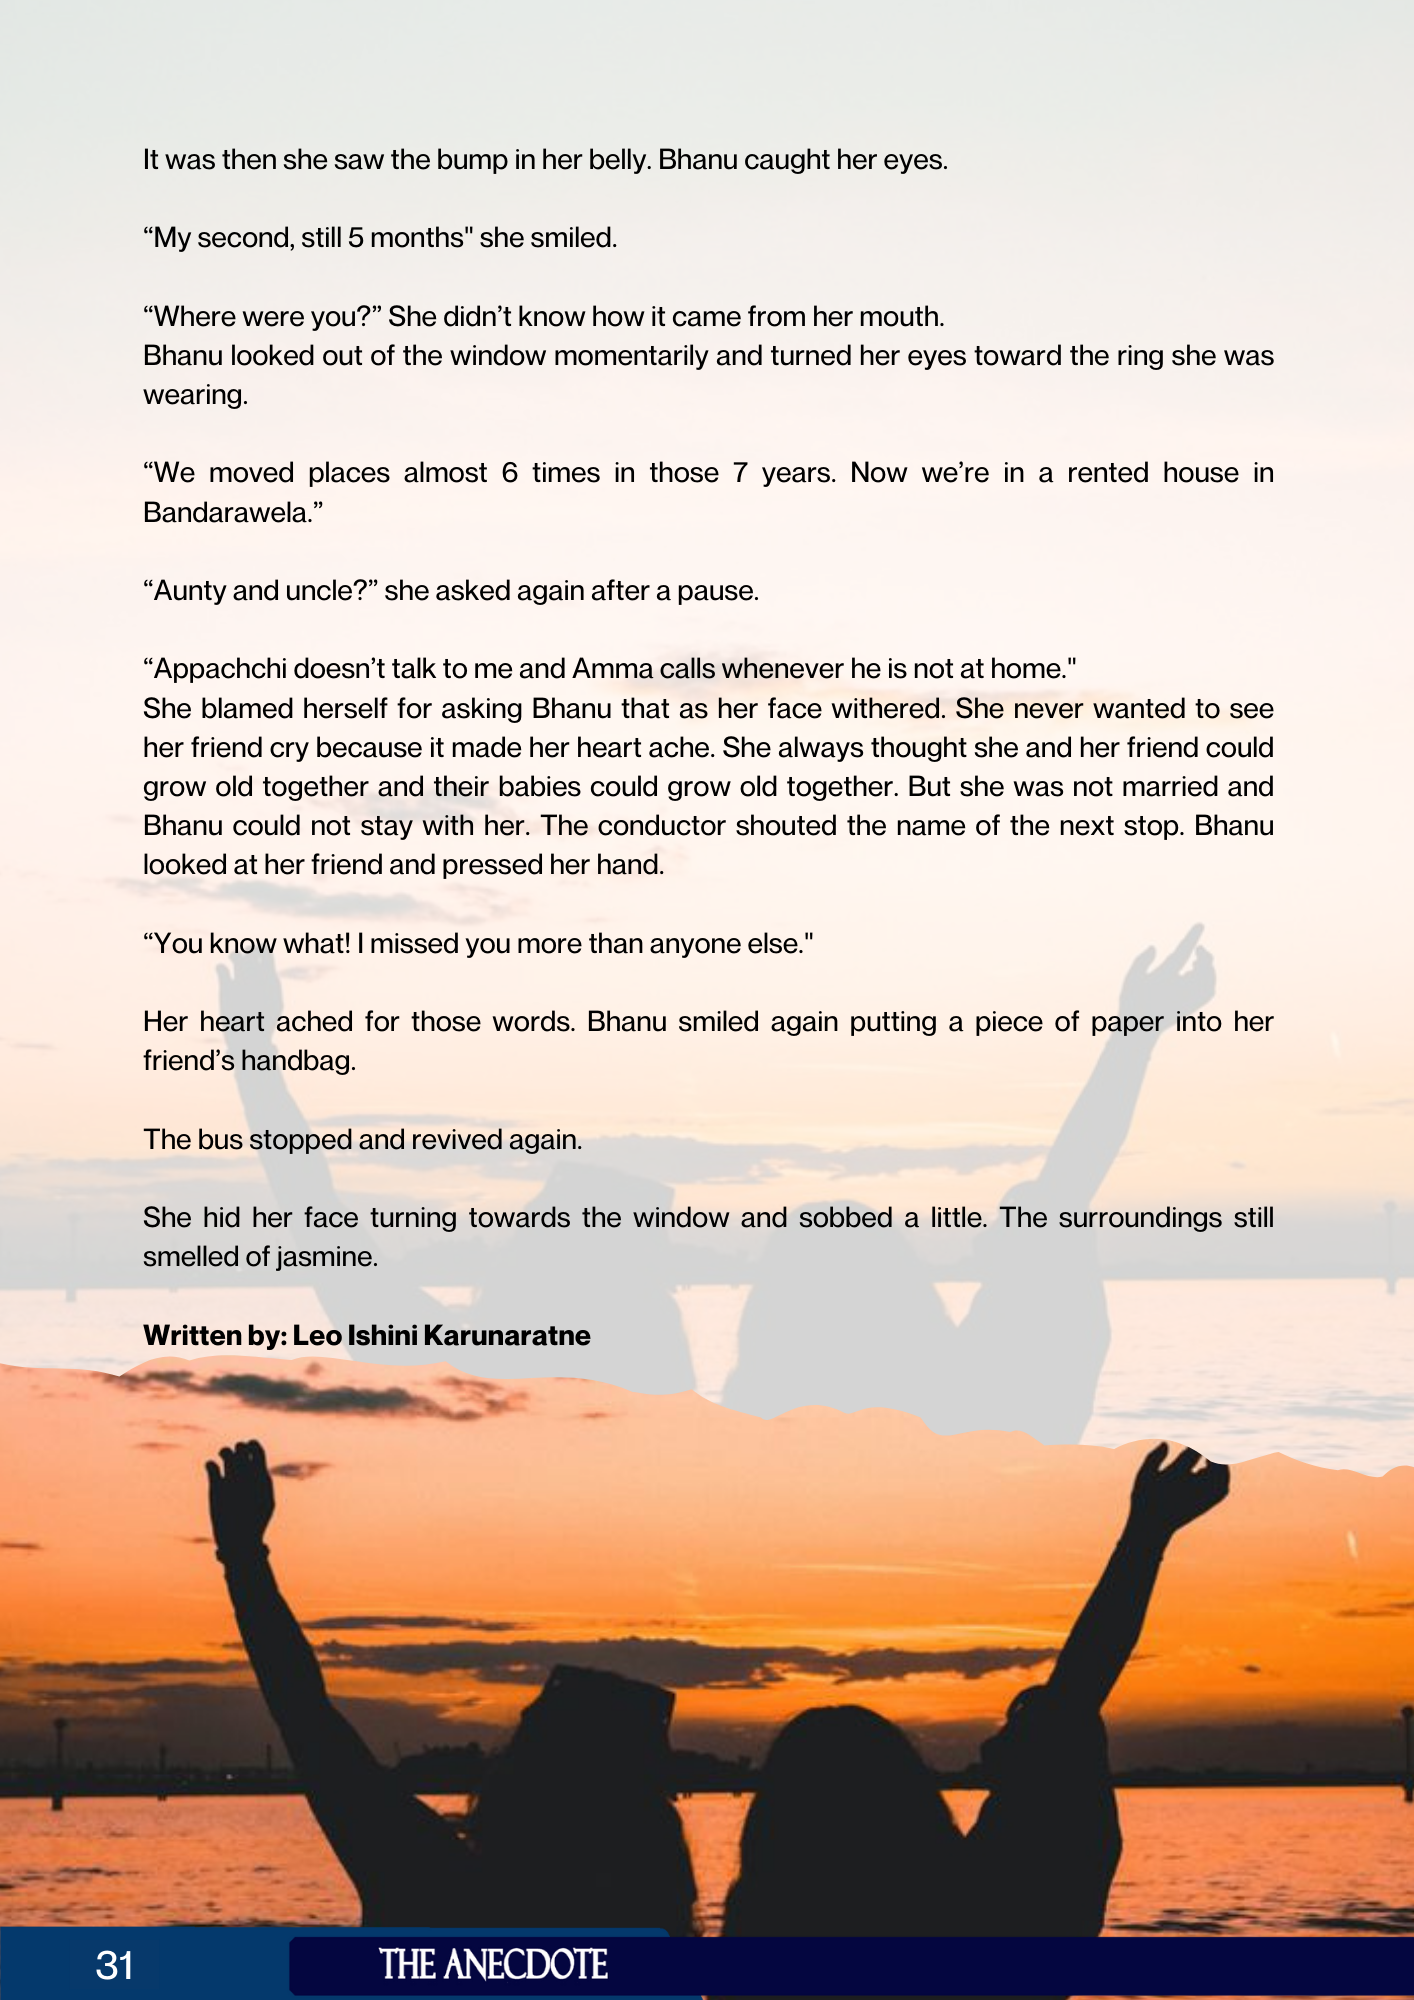 It was then she saw the bump in her belly. Bhanu caught her eyes.
“My second, still 5 months" she smiled.
“Where were you?” She didn’t know how it came from her mouth.
Bhanu looked out of the window momentarily and turned her eyes toward the ring she was
wearing.
“We moved places almost 6 times in those 7 years. Now we’re in a rented house in
Bandarawela.”
“Aunty and uncle?” she asked again after a pause.
“Appachchi doesn’t talk to me and Amma calls whenever he is not at home."
She blamed herself for asking Bhanu that as her face withered. She never wanted to see
her friend cry because it made her heart ache. She always thought she and her friend could
grow old together and their babies could grow old together. But she was not married and
Bhanu could not stay with her. The conductor shouted the name of the next stop. Bhanu
looked at her friend and pressed her hand.
“You know what! I missed you more than anyone else."
Her heart ached for those words. Bhanu smiled again putting a piece of paper into her
friend’s handbag.
The bus stopped and revived again.
She hid her face turning towards the window and sobbed a little. The surroundings still
smelled of jasmine.
Written by: Leo Ishini Karunaratne
31
THE ANECDOTE